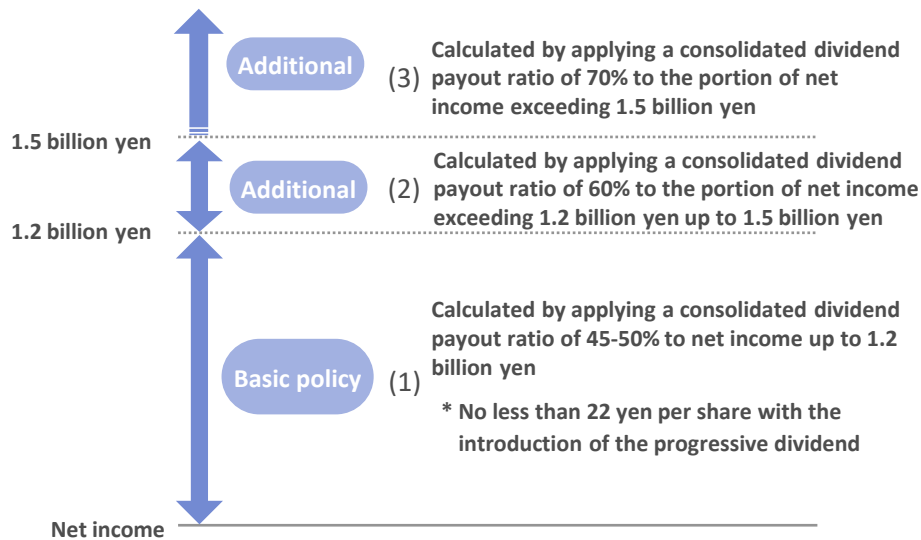 Additional
(3)
Calculated by applying a consolidated dividend
payout ratio of 70% to the portion of net
income exceeding 1.5 billion yen
1.5 billion yen
Additional
(2)
Calculated by applying a consolidated dividend
payout ratio of 60% to the portion of net income
exceeding 1.2 billion yen up to 1.5 billion yen
1.2 billion yen
Basic policy
(1)
Calculated by applying a consolidated dividend
payout ratio of 45-50% to net income up to 1.2
billion yen
* No less than 22 yen per share with the
introduction of the progressive dividend
Net income